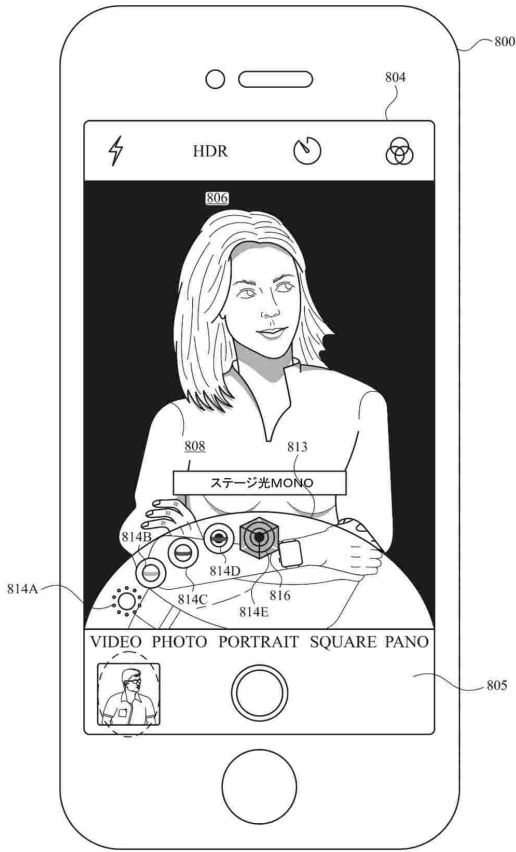 800
804
HDR
806
808
813
ステージ光MONO
814B
814D
814A
814C
816
814E
VIDEO PHOTO PORTRAIT SQUARE PANO
805